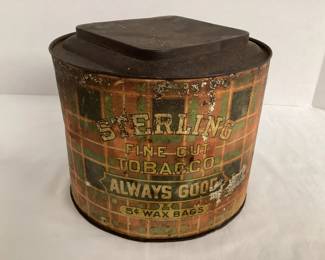 STERLING
FINE CUT
TOBACCO
ALWAYS GOOD
5¢ WAX BAGS